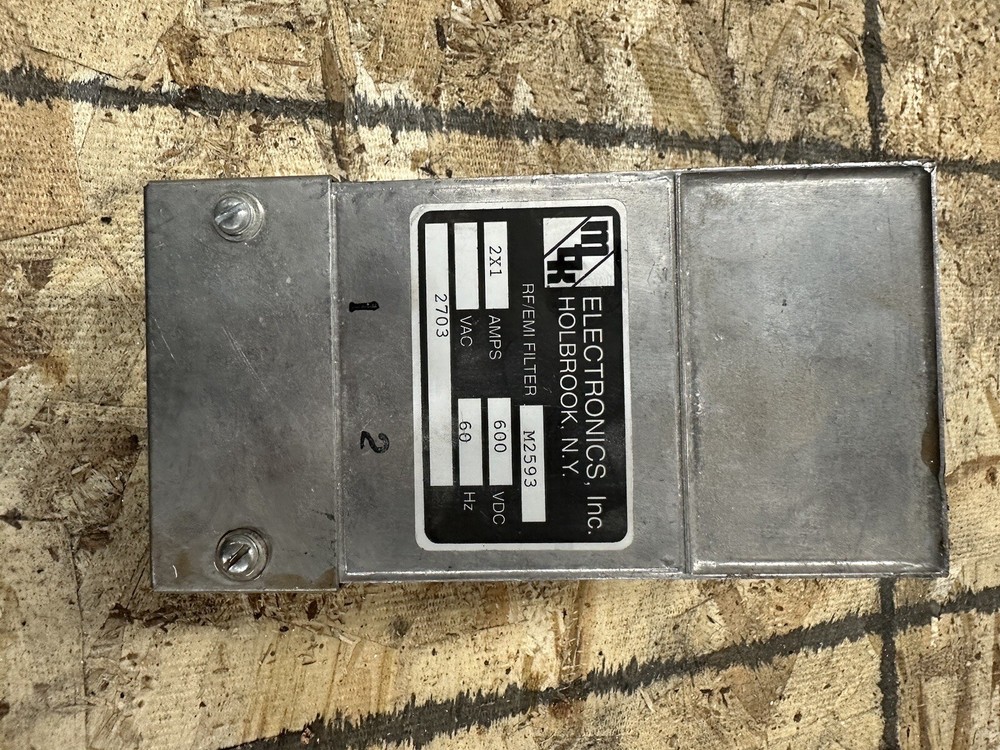 ELECTRONICS, Inc.
HOLBROOK, N.Y.
RF/EMI FILTER M2593
2X1 AMPS 600 VDC
VAC 60 Hz
2703
1 2